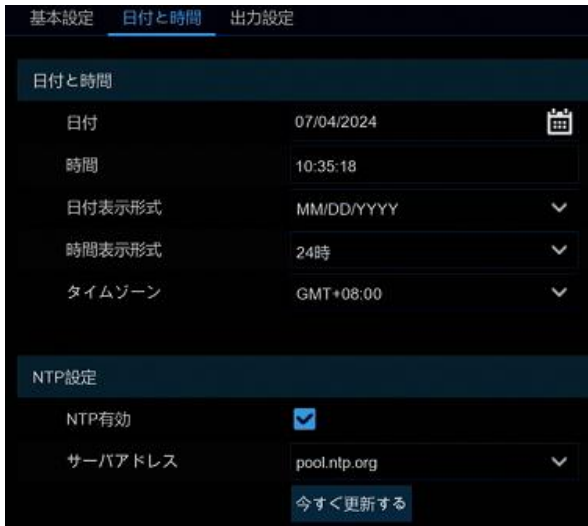 基本設定 日付と時間 出力設定
日付と時間
日付 07/04/2024
時間 10:35:18
日付表示形式 MM/DD/YYYY
時間表示形式 24時
タイムゾーン GMT+08:00
NTP設定
NTP有効
サーバアドレス pool.ntp.org
今すぐ更新する